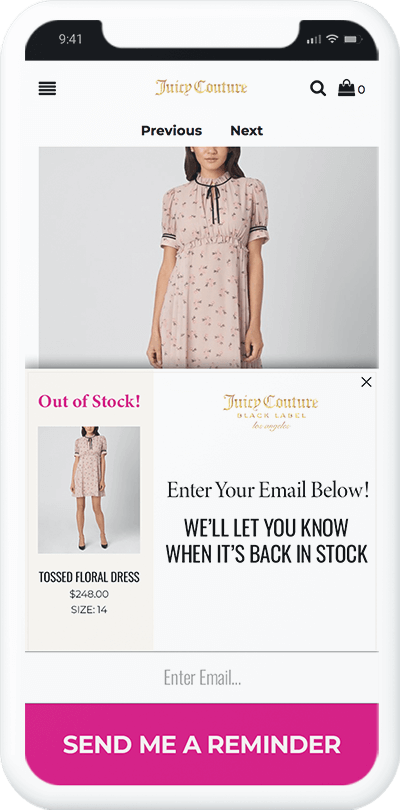 9:41
Juicy Couture
0
Previous Next
Out of Stock!
TOSSED FLORAL DRESS
$248.00
SIZE: 14
Juicy Couture
BLACK LABEL
los angeles
Enter Your Email Below!
WE'LL LET YOU KNOW
WHEN IT'S BACK IN STOCK
Enter Email...
SEND ME A REMINDER